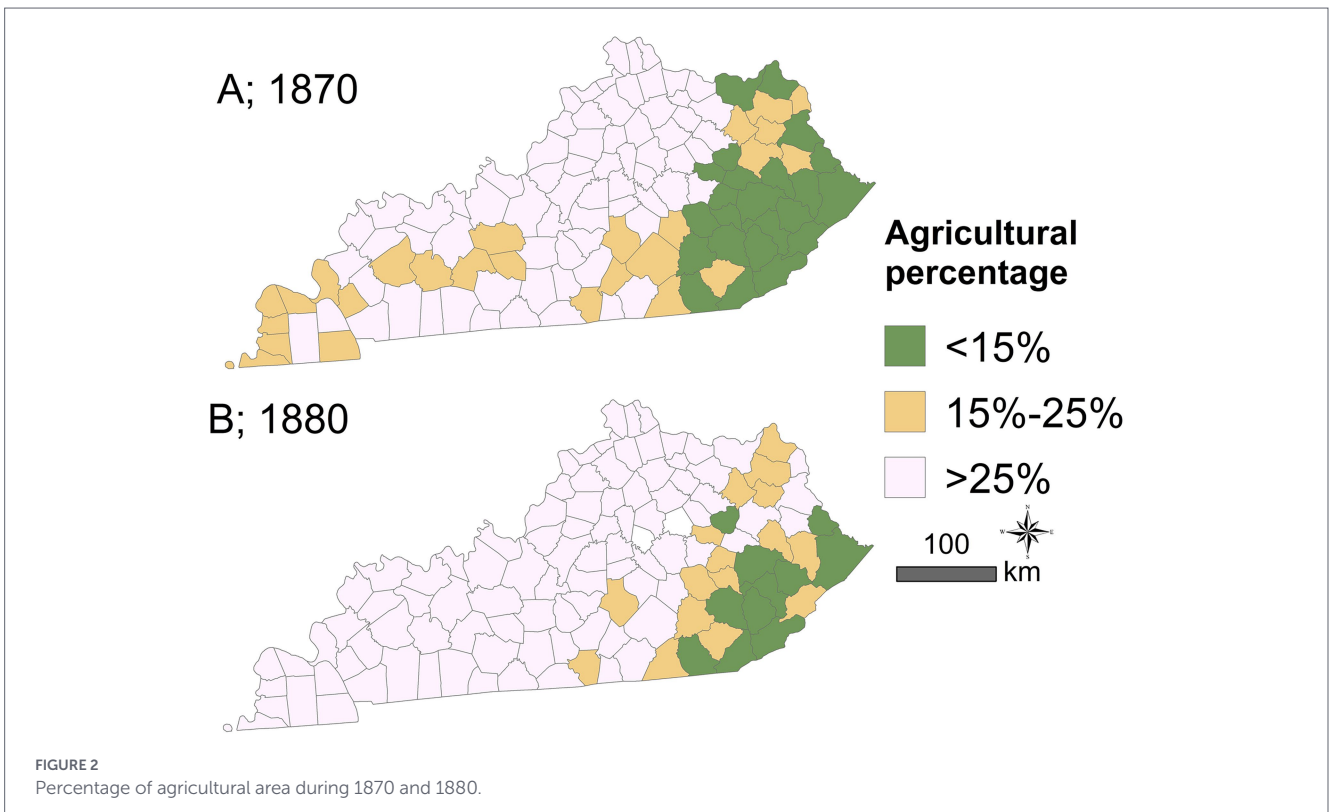 A; 1870
Agricultural
percentage
<15%
15%-25%
>25%
N
W E
S
100
km
B; 1880
FIGURE 2
Percentage of agricultural area during 1870 and 1880.